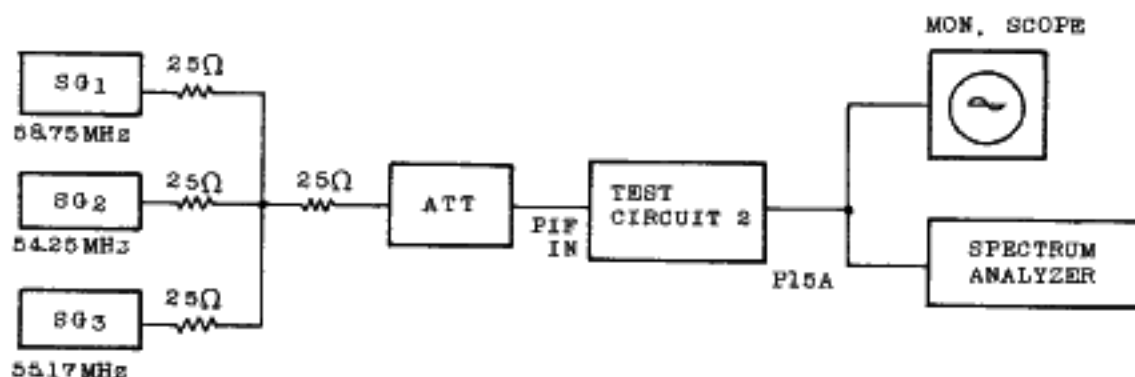 MON. SCOPE
25Ω
SG1
58.75MHz
25Ω
SG2
54.25MHz
25Ω
SG3
55.17MHz
25Ω
ATT
PIF
IN
TEST
CIRCUIT 2
P15A
SPECTRUM
ANALYZER